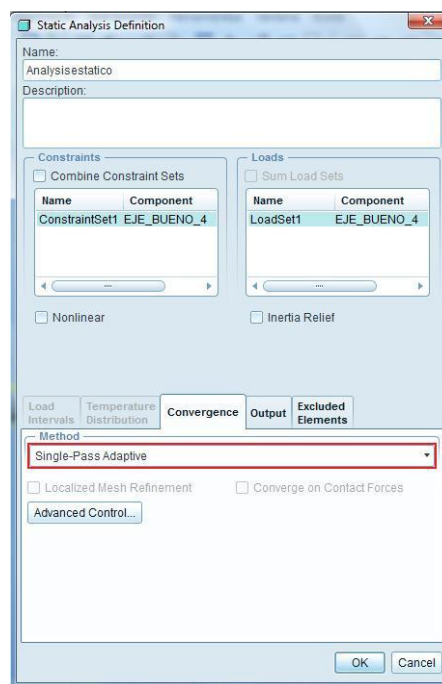 Static Analysis Definition
Name:
Analysisestatico
Description:
Constraints
Combine Constraint Sets
Name Component
ConstraintSet1 EJE_BUENO_4
Nonlinear
Loads
Sum Load Sets
Name Component
LoadSet1 EJE_BUENO_4
Inertia Relief
Load Intervals
Temperature Distribution
Convergence
Output
Excluded Elements
Method
Single-Pass Adaptive
Localized Mesh Refinement
Converge on Contact Forces
Advanced Control...
OK
Cancel